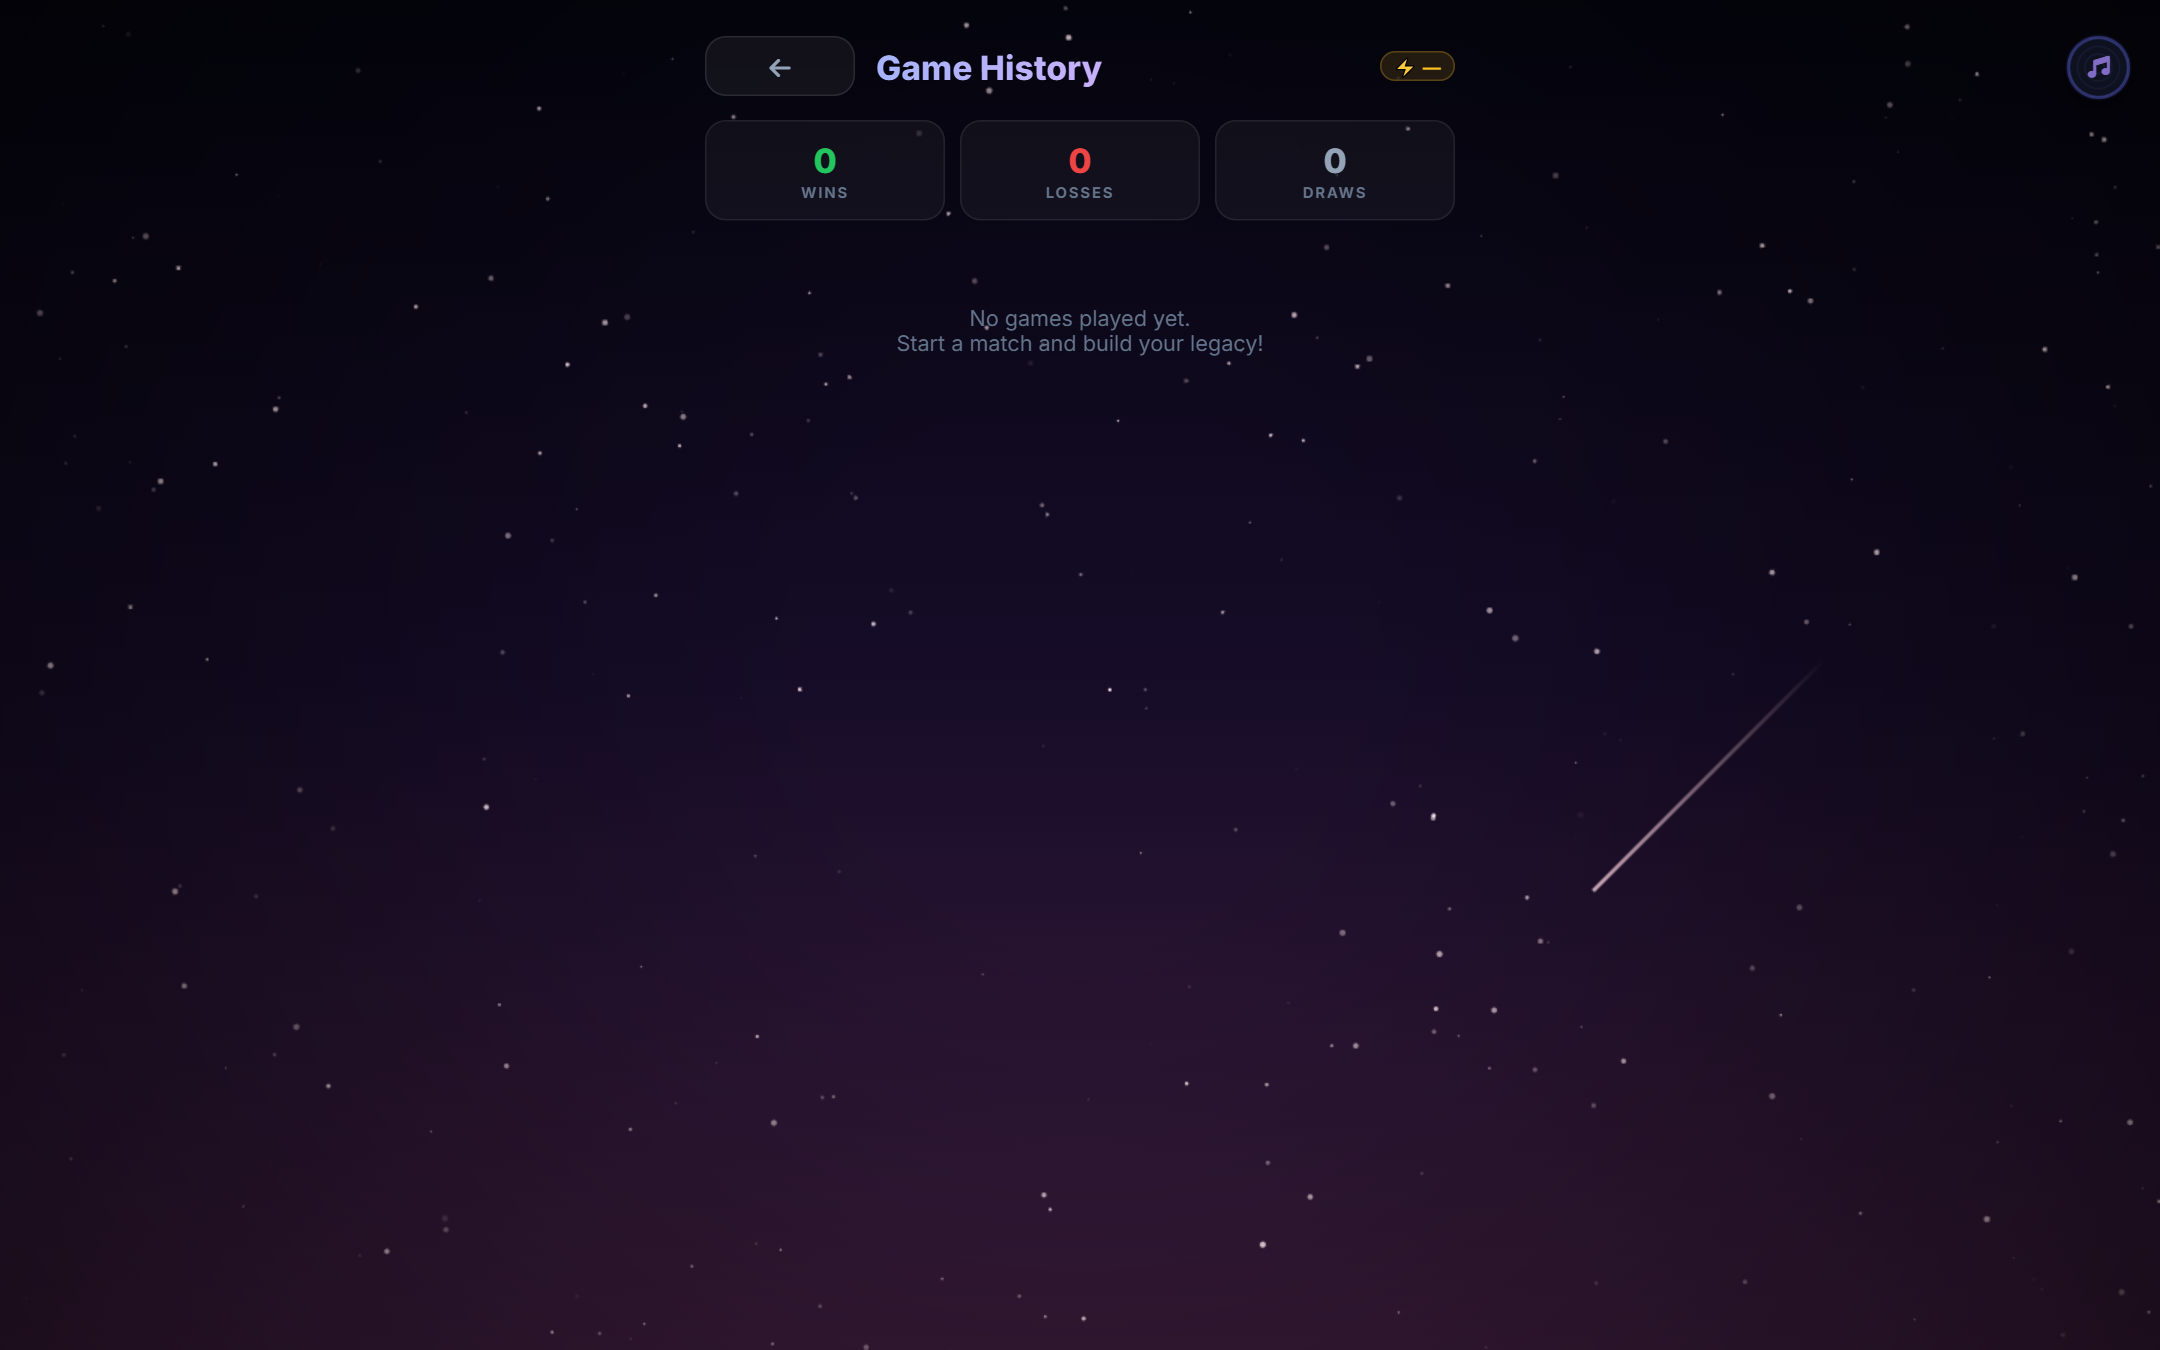 Game History
⚡ —
0
WINS
0
LOSSES
0
DRAWS
No games played yet.
Start a match and build your legacy!